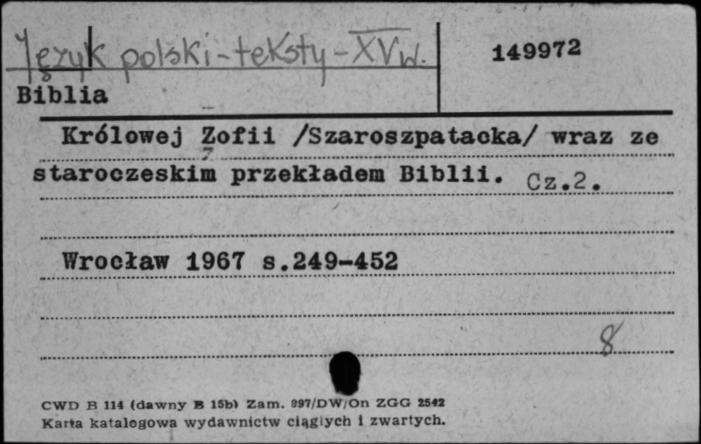 Język polski-teksty-XVw.
149972
Biblia
Królowej Zofii /Szaroszpatacka/ wraz ze
staroczeskim przekładem Biblii. Cz.2.
Wrocław 1967 s.249-452
8
CWD B 114 (dawny B 15b) Zam. 997/DW/On ZGG 2542
Karta katalogowa wydawnictw ciągłych i zwartych.